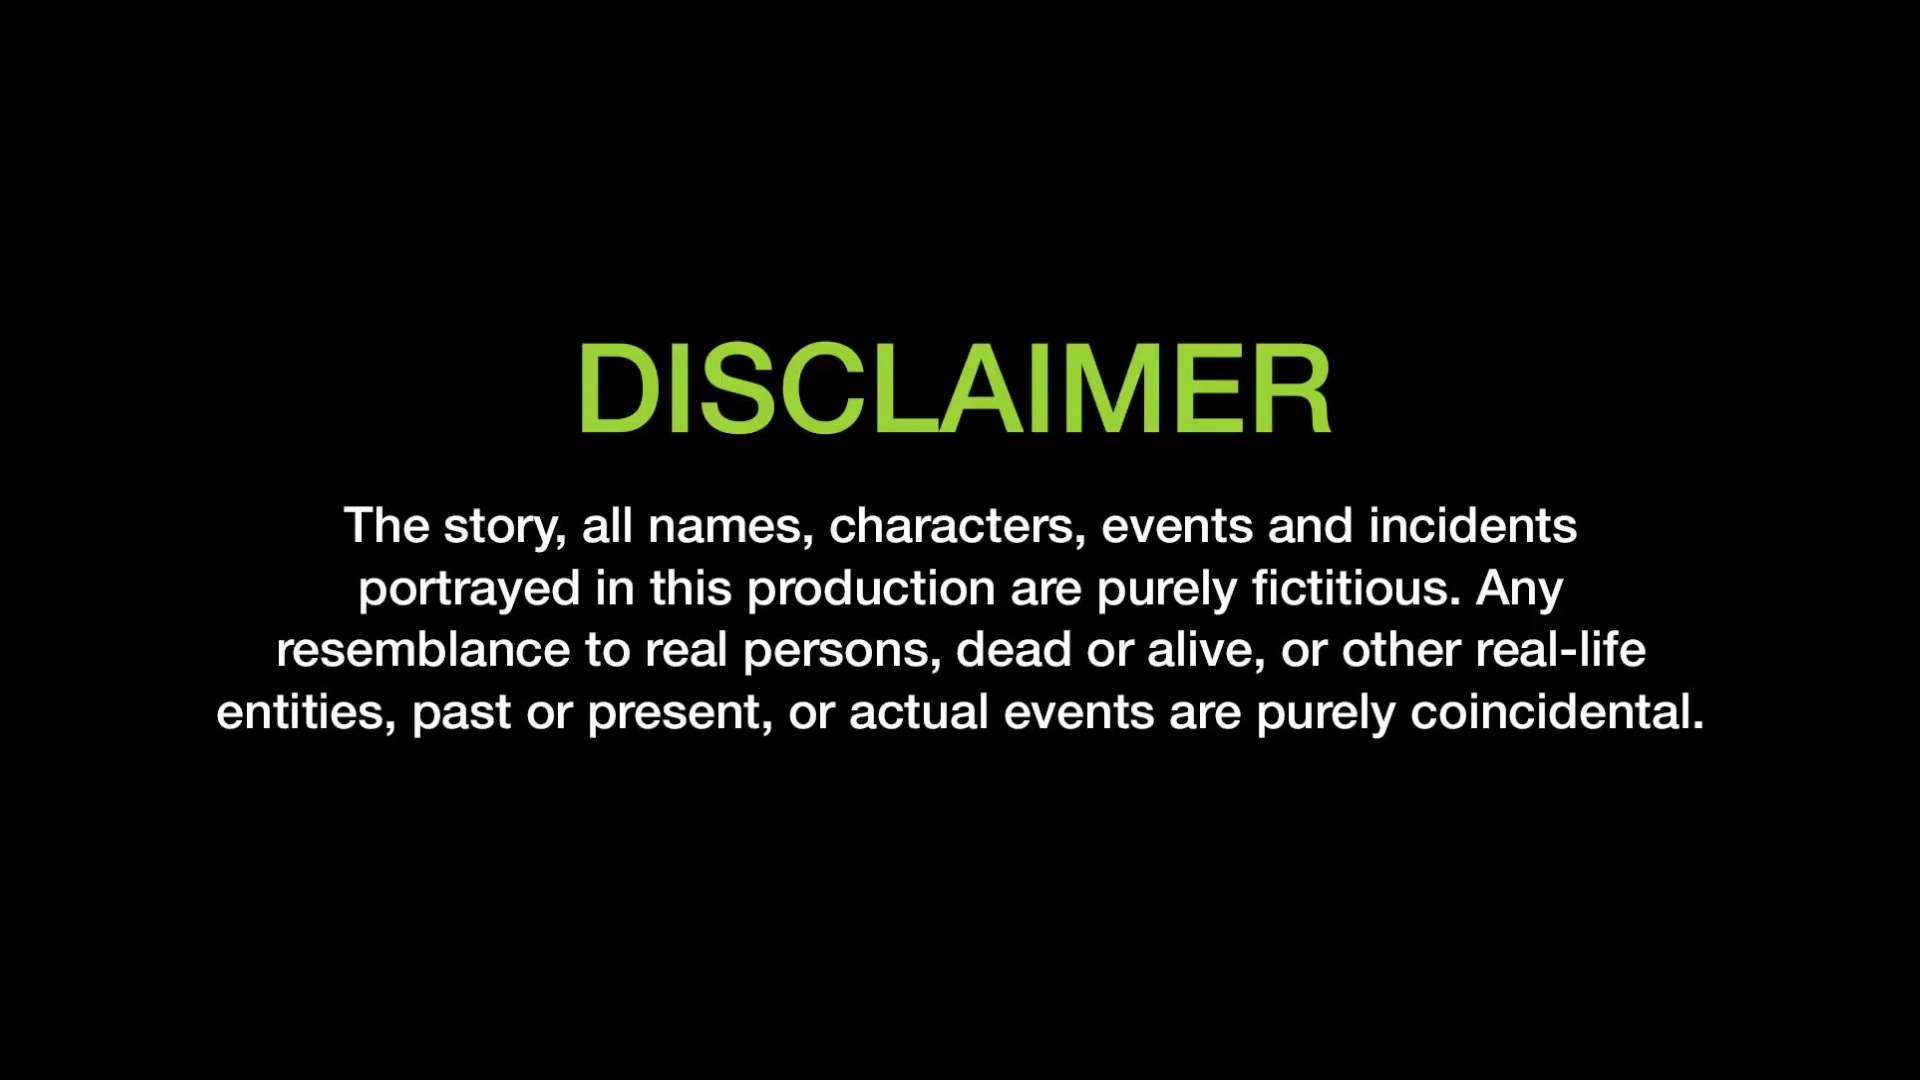 DISCLAIMER
The story, all names, characters, events and incidents
portrayed in this production are purely fictitious. Any
resemblance to real persons, dead or alive, or other real-life
entities, past or present, or actual events are purely coincidental.